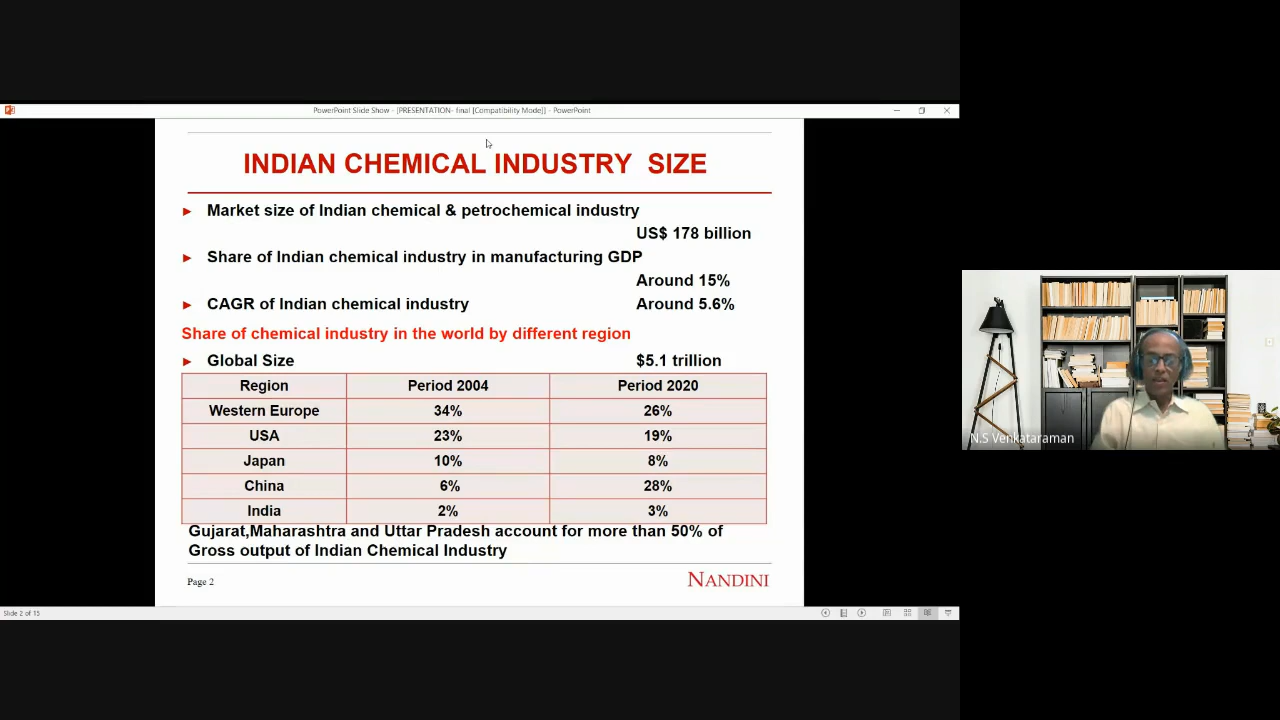 PowerPoint Slide Show - [PRESENTATION- final [Compatibility Mode]] - PowerPoint
INDIAN CHEMICAL INDUSTRY SIZE
► Market size of Indian chemical & petrochemical industry
US$ 178 billion
► Share of Indian chemical industry in manufacturing GDP
Around 15%
► CAGR of Indian chemical industry Around 5.6%
Share of chemical industry in the world by different region
► Global Size $5.1 trillion
Region Period 2004 Period 2020
Western Europe 34% 26%
USA 23% 19%
Japan 10% 8%
China 6% 28%
India 2% 3%
Gujarat,Maharashtra and Uttar Pradesh account for more than 50% of
Gross output of Indian Chemical Industry
Page 2 NANDINI
Slide 2 of 15
N.S Venkataraman